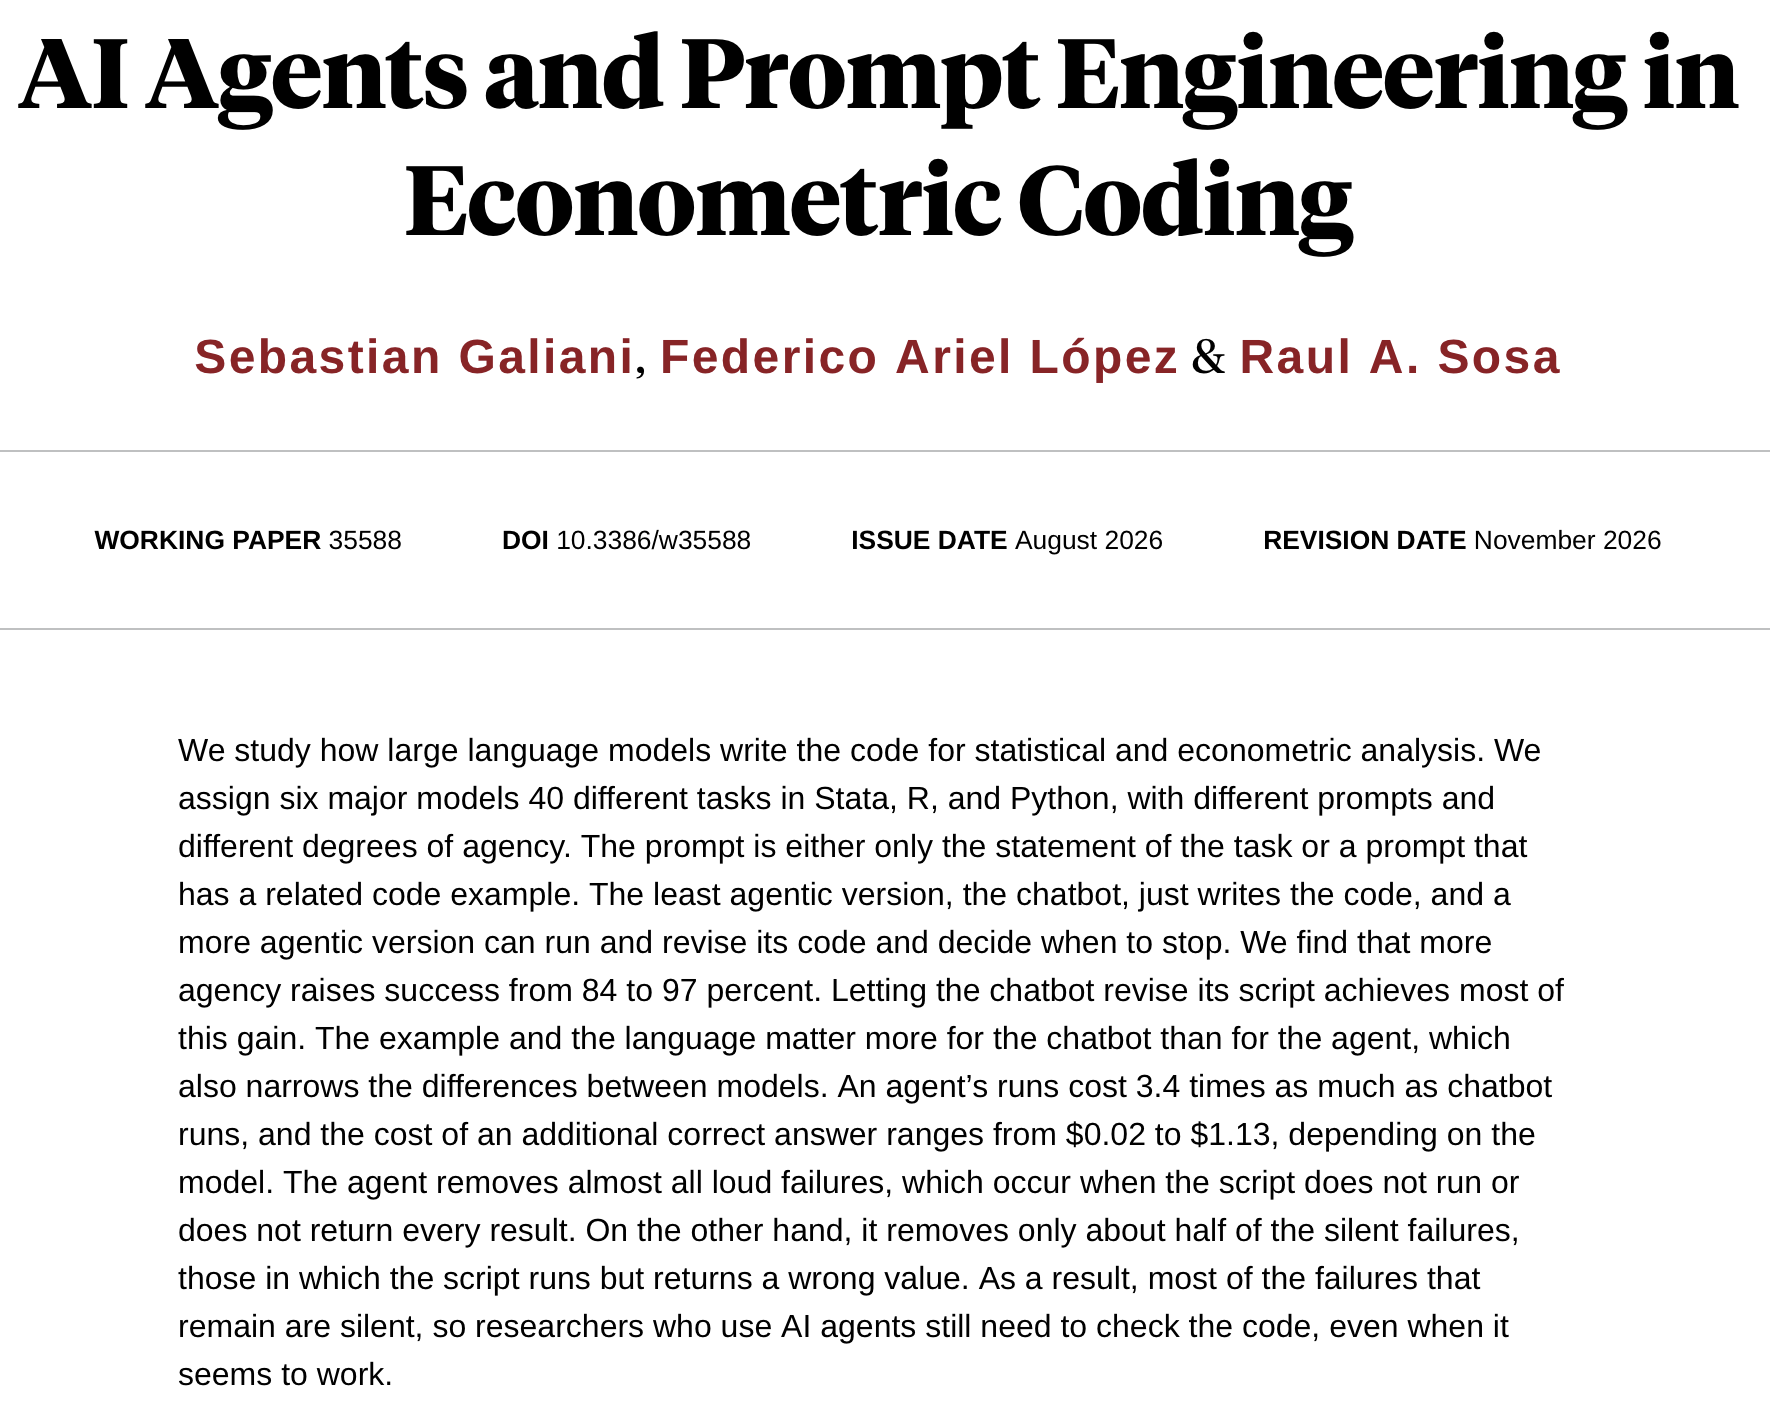 AI Agents and Prompt Engineering in
Econometric Coding
Sebastian Galiani, Federico Ariel López & Raul A. Sosa
WORKING PAPER 35588 DOI 10.3386/w35588 ISSUE DATE August 2026 REVISION DATE November 2026
We study how large language models write the code for statistical and econometric analysis. We
assign six major models 40 different tasks in Stata, R, and Python, with different prompts and
different degrees of agency. The prompt is either only the statement of the task or a prompt that
has a related code example. The least agentic version, the chatbot, just writes the code, and a
more agentic version can run and revise its code and decide when to stop. We find that more
agency raises success from 84 to 97 percent. Letting the chatbot revise its script achieves most of
this gain. The example and the language matter more for the chatbot than for the agent, which
also narrows the differences between models. An agent’s runs cost 3.4 times as much as chatbot
runs, and the cost of an additional correct answer ranges from $0.02 to $1.13, depending on the
model. The agent removes almost all loud failures, which occur when the script does not run or
does not return every result. On the other hand, it removes only about half of the silent failures,
those in which the script runs but returns a wrong value. As a result, most of the failures that
remain are silent, so researchers who use AI agents still need to check the code, even when it
seems to work.